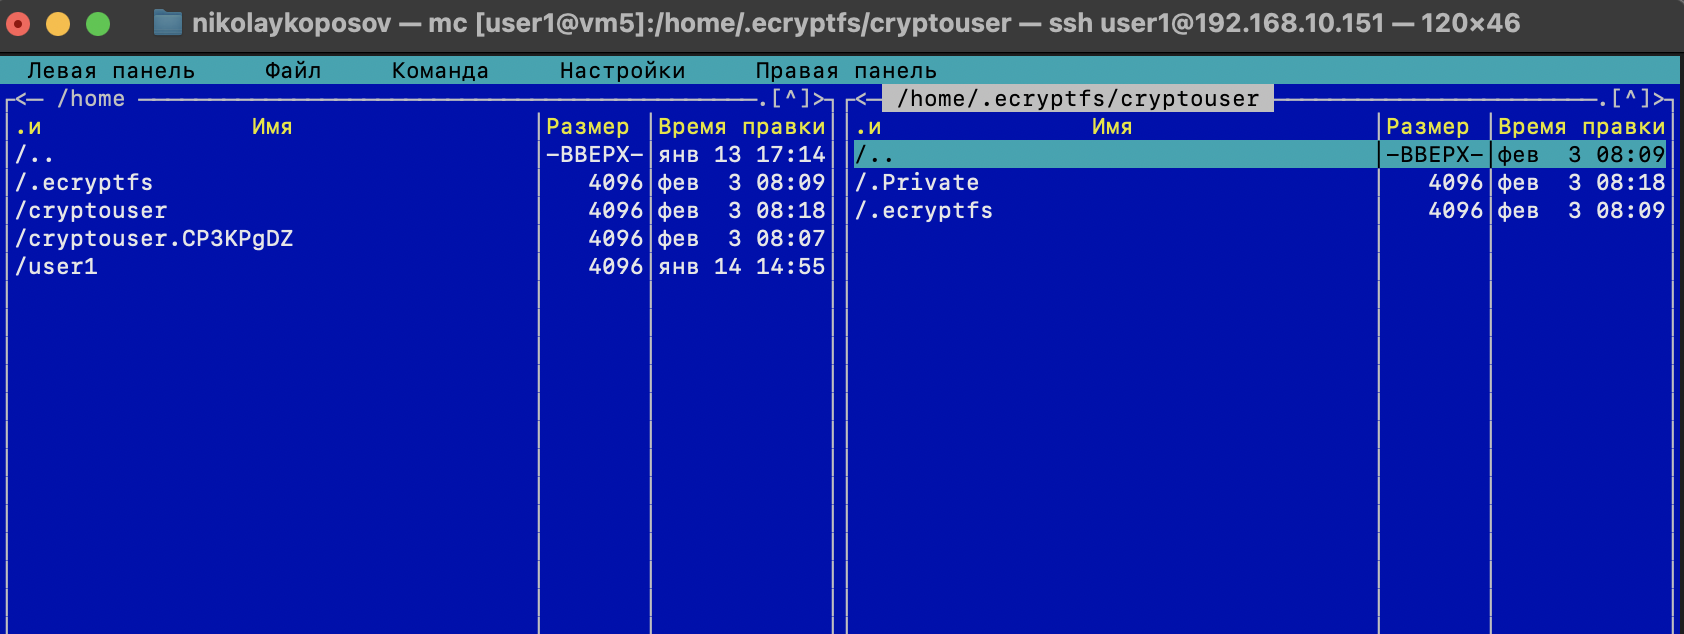 nikolaykoposov — mc [user1@vm5]:/home/.ecryptfs/cryptouser — ssh user1@192.168.10.151 — 120×46
Левая панель Файл Команда Настройки Правая панель
<— /home .[^]> <— /home/.ecryptfs/cryptouser .[^]>
.и Имя Размер Время правки .и Имя Размер Время правки
/.. -ВВЕРХ- янв 13 17:14 /.. -ВВЕРХ- фев 3 08:09
/.ecryptfs 4096 фев 3 08:09 /.Private 4096 фев 3 08:18
/cryptouser 4096 фев 3 08:18 /.ecryptfs 4096 фев 3 08:09
/cryptouser.CP3KPgDZ 4096 фев 3 08:07
/user1 4096 янв 14 14:55